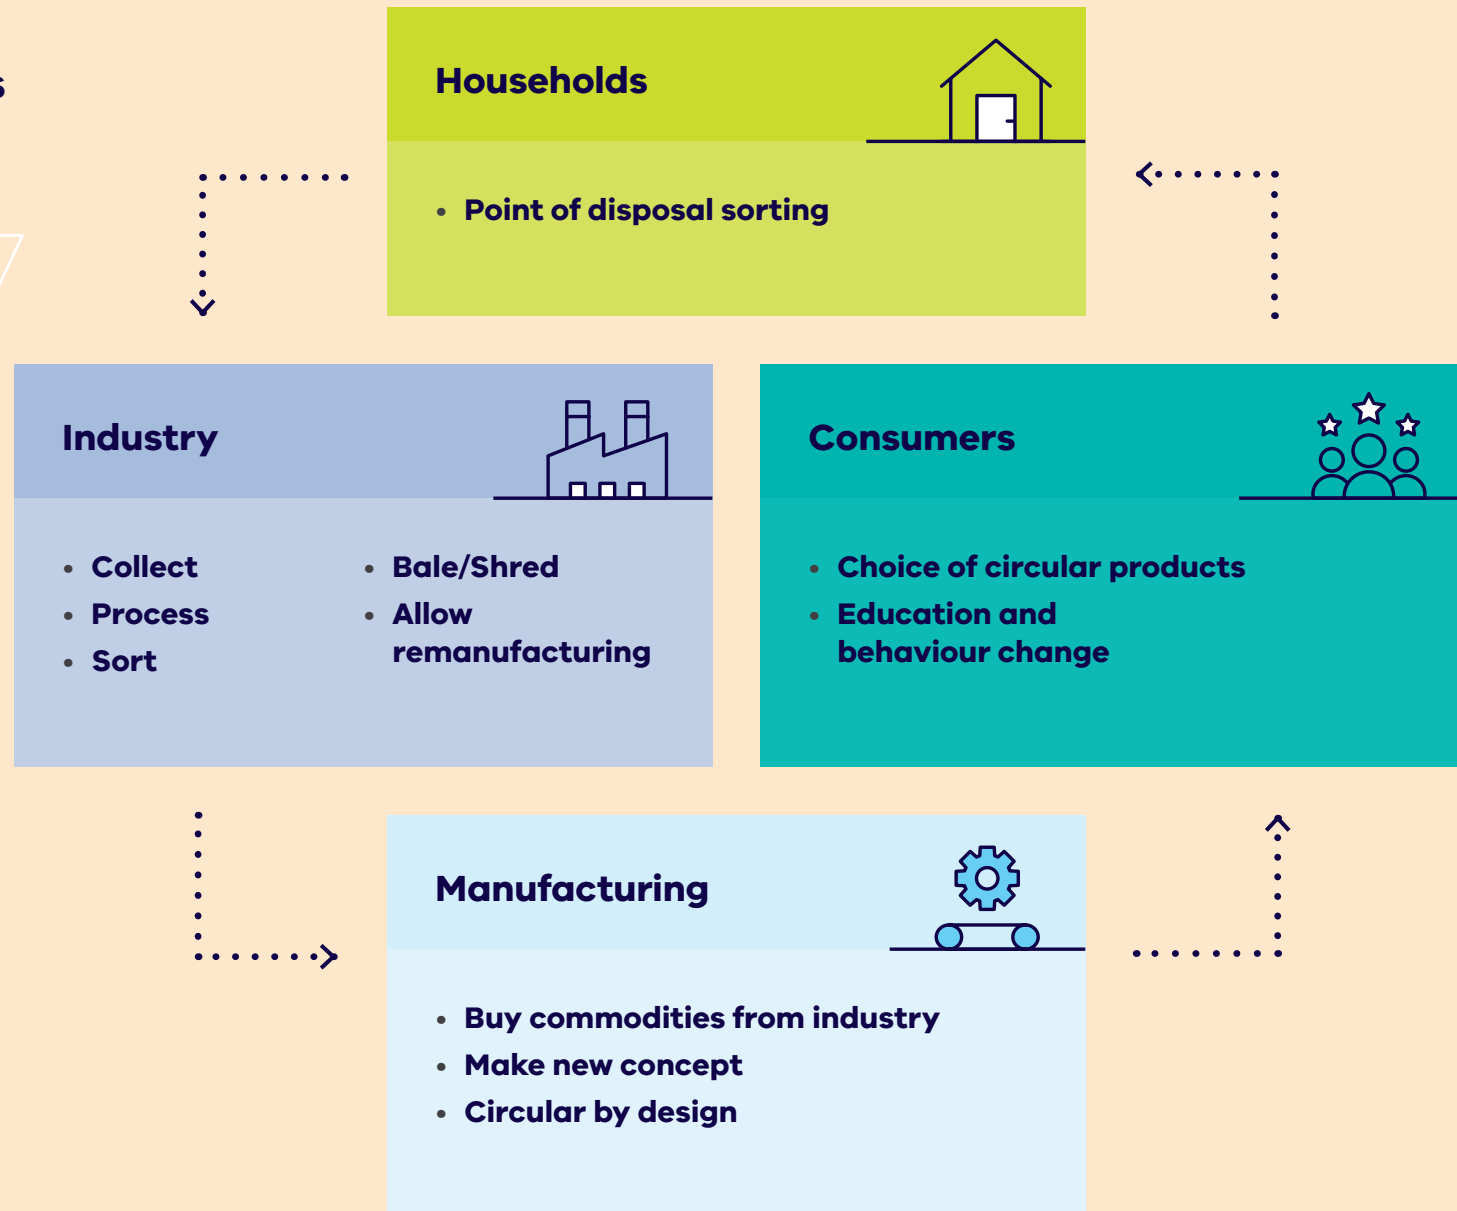 s
Households
• Point of disposal sorting
Industry
• Collect
• Process
• Sort
• Bale/Shred
• Allow
remanufacturing
Consumers
• Choice of circular products
• Education and
behaviour change
Manufacturing
• Buy commodities from industry
• Make new concept
• Circular by design